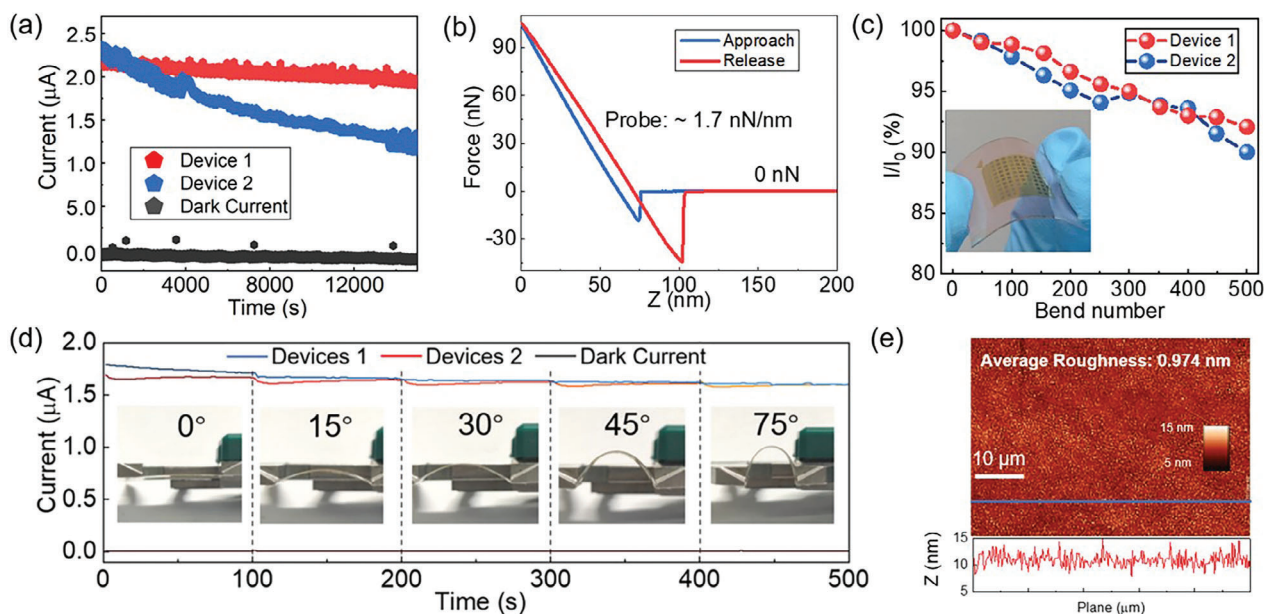 (a)
2.5
2.0
1.5
1.0
0.5
0.0
Current (μA)
Device 1
Device 2
Dark Current
0 4000 8000 12000
Time (s)
(b)
90
60
30
0
-30
Force (nN)
Approach
Release
Probe: ~ 1.7 nN/nm
0 nN
0 50 100 150 200
Z (nm)
(c)
100
95
90
85
80
I/I₀ (%)
Device 1
Device 2
0 100 200 300 400 500
Bend number
(d)
2.0
1.5
1.0
0.5
0.0
Current (μA)
Devices 1 Devices 2 Dark Current
0° 15° 30° 45° 75°
0 100 200 300 400 500
Time (s)
(e)
Average Roughness: 0.974 nm
15 nm
-5 nm
10 μm
15
10
5
Z (nm)
Plane (μm)